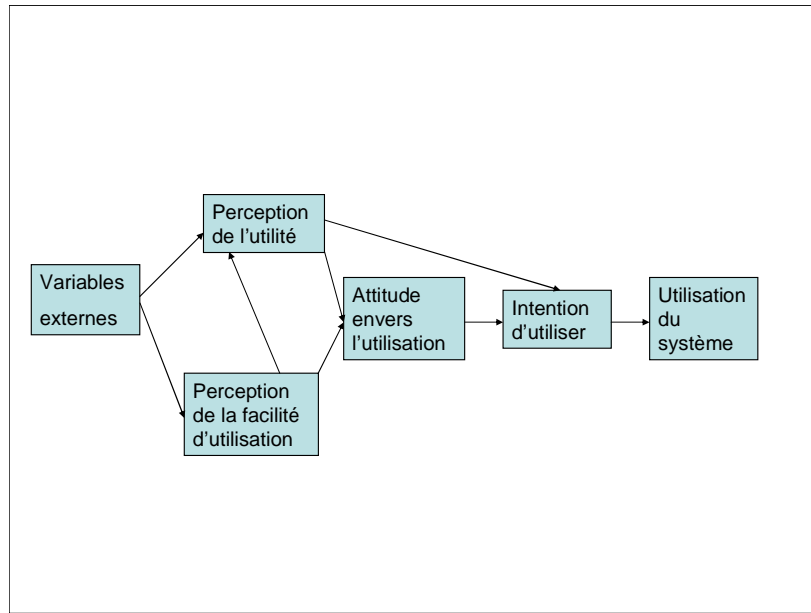 Variables
externes
Perception
de l'utilité
Perception
de la facilité
d'utilisation
Attitude
envers
l'utilisation
Intention
d'utiliser
Utilisation
du
système